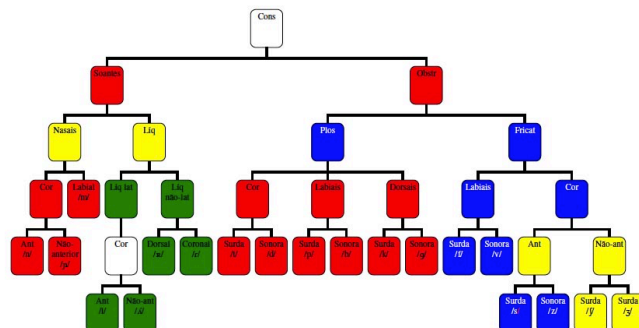 Cons
Soantes
Obstr
Nasais
Líq
Plos
Fricat
Cor
Labial
/m/
Líq lat
Líq
não-lat
Cor
Labiais
Dorsais
Labiais
Cor
Ant
/n/
Não-
anterior
/ɲ/
Cor
Dorsal
/ʁ/
Coronal
/ɾ/
Surda
/t/
Sonora
/d/
Surda
/p/
Sonora
/b/
Surda
/k/
Sonora
/g/
Surda
/f/
Sonora
/v/
Ant
Não-ant
Ant
/l/
Não-ant
/ʎ/
Surda
/s/
Sonora
/z/
Surda
/ʃ/
Surda
/ʒ/